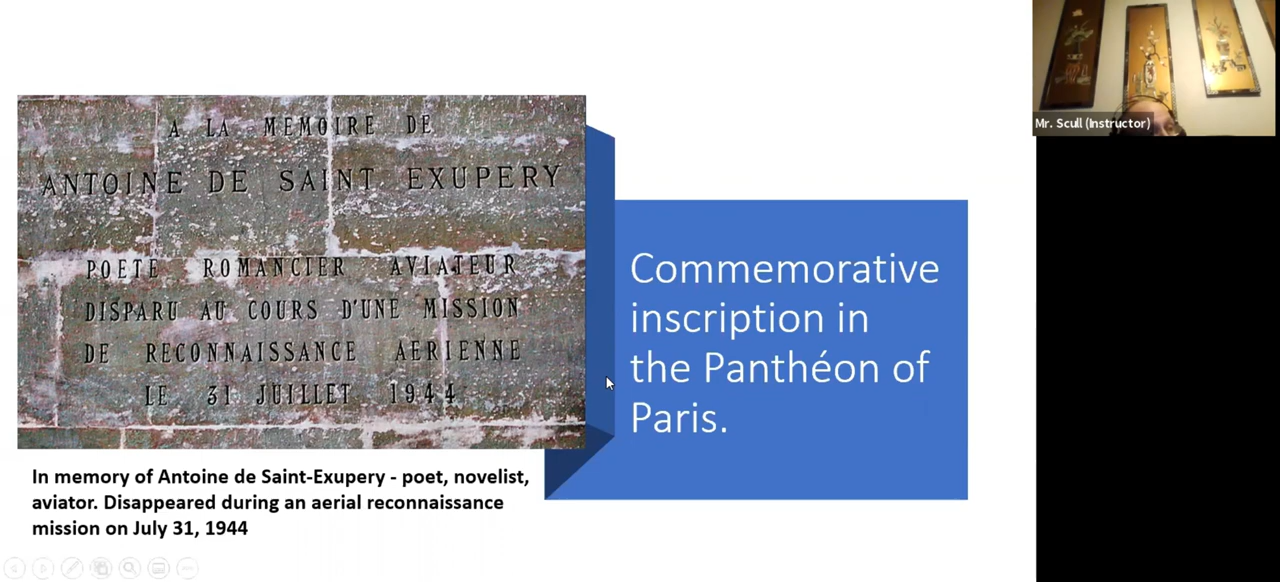 A LA MEMOIRE DE
ANTOINE DE SAINT EXUPERY
POETE ROMANCIER AVIATEUR
DISPARU AU COURS D'UNE MISSION
DE RECONNAISSANCE AERIENNE
LE 31 JUILLET 1944
In memory of Antoine de Saint-Exupery - poet, novelist,
aviator. Disappeared during an aerial reconnaissance
mission on July 31, 1944
Commemorative
inscription in
the Panthéon of
Paris.
Mr. Scull (Instructor)